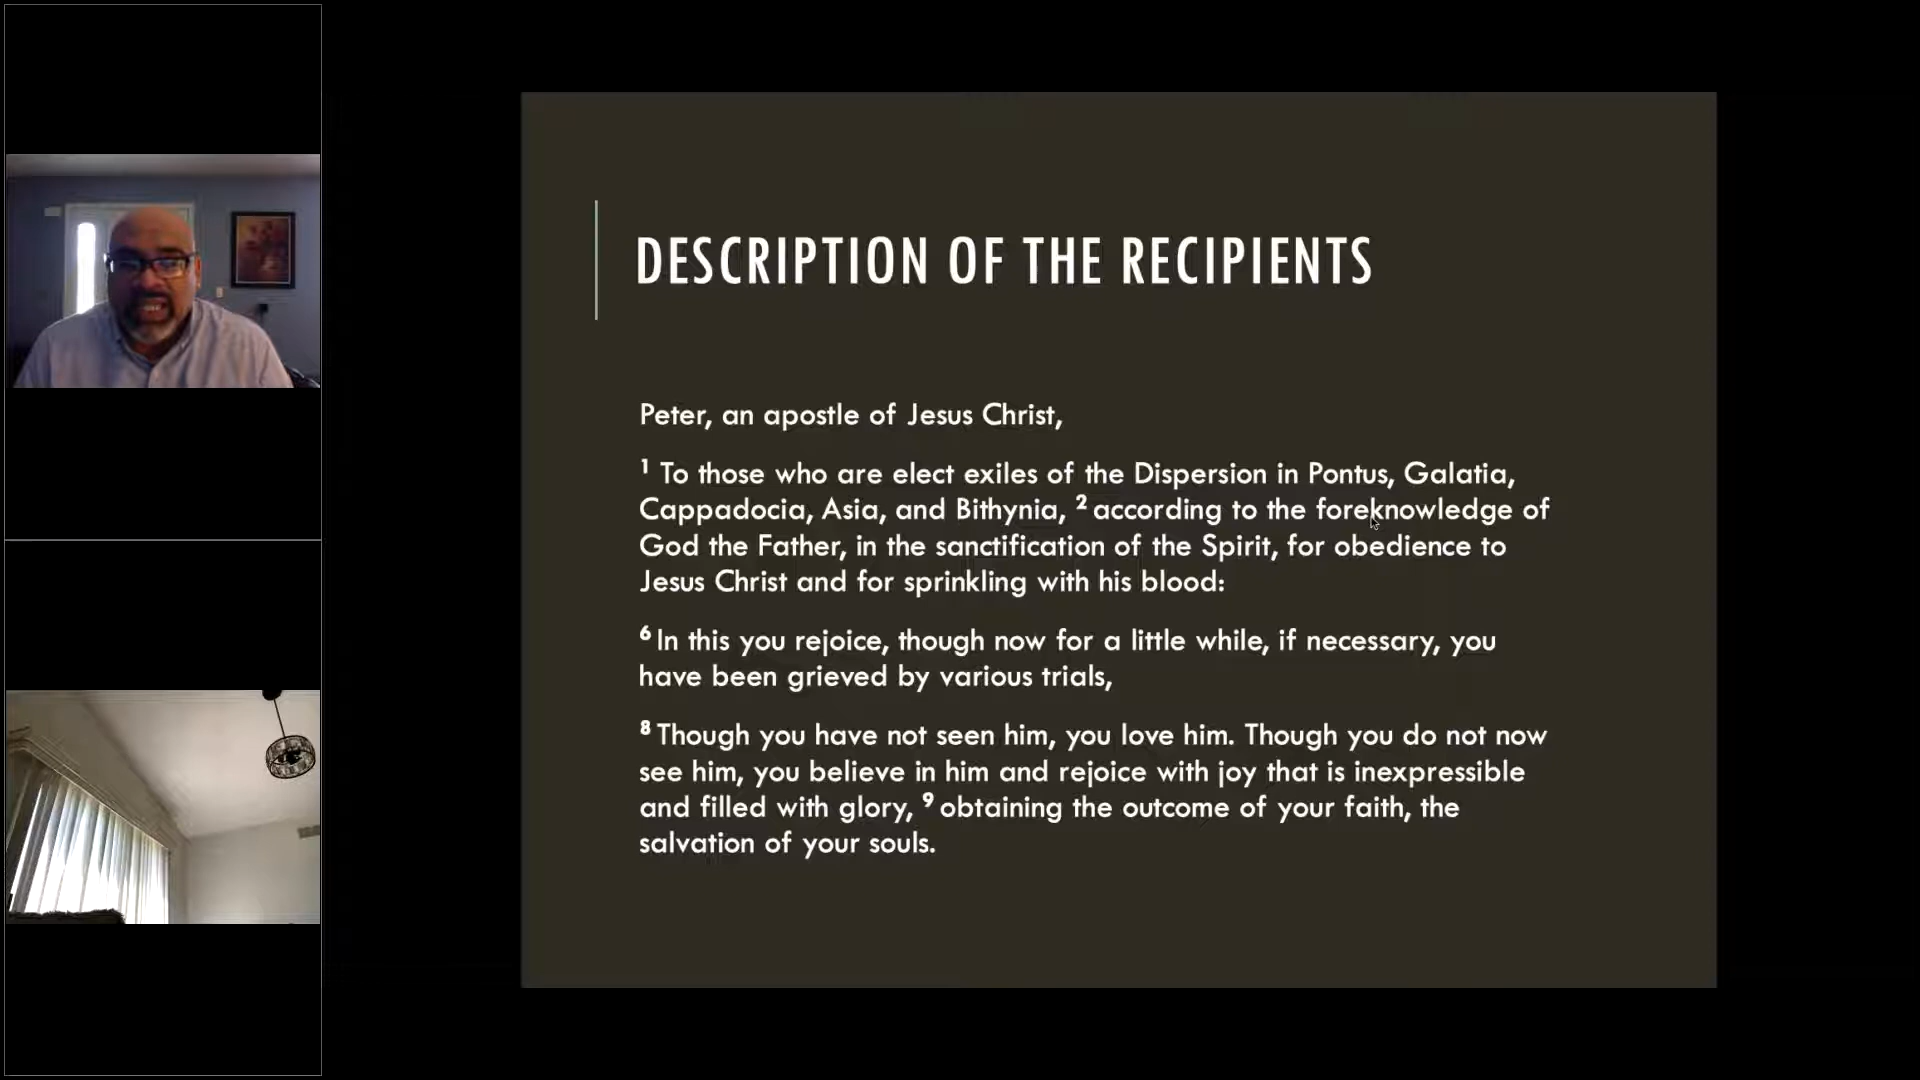 DESCRIPTION OF THE RECIPIENTS
Peter, an apostle of Jesus Christ,
1 To those who are elect exiles of the Dispersion in Pontus, Galatia,
Cappadocia, Asia, and Bithynia, 2 according to the foreknowledge of
God the Father, in the sanctification of the Spirit, for obedience to
Jesus Christ and for sprinkling with his blood:
6 In this you rejoice, though now for a little while, if necessary, you
have been grieved by various trials,
8 Though you have not seen him, you love him. Though you do not now
see him, you believe in him and rejoice with joy that is inexpressible
and filled with glory, 9 obtaining the outcome of your faith, the
salvation of your souls.